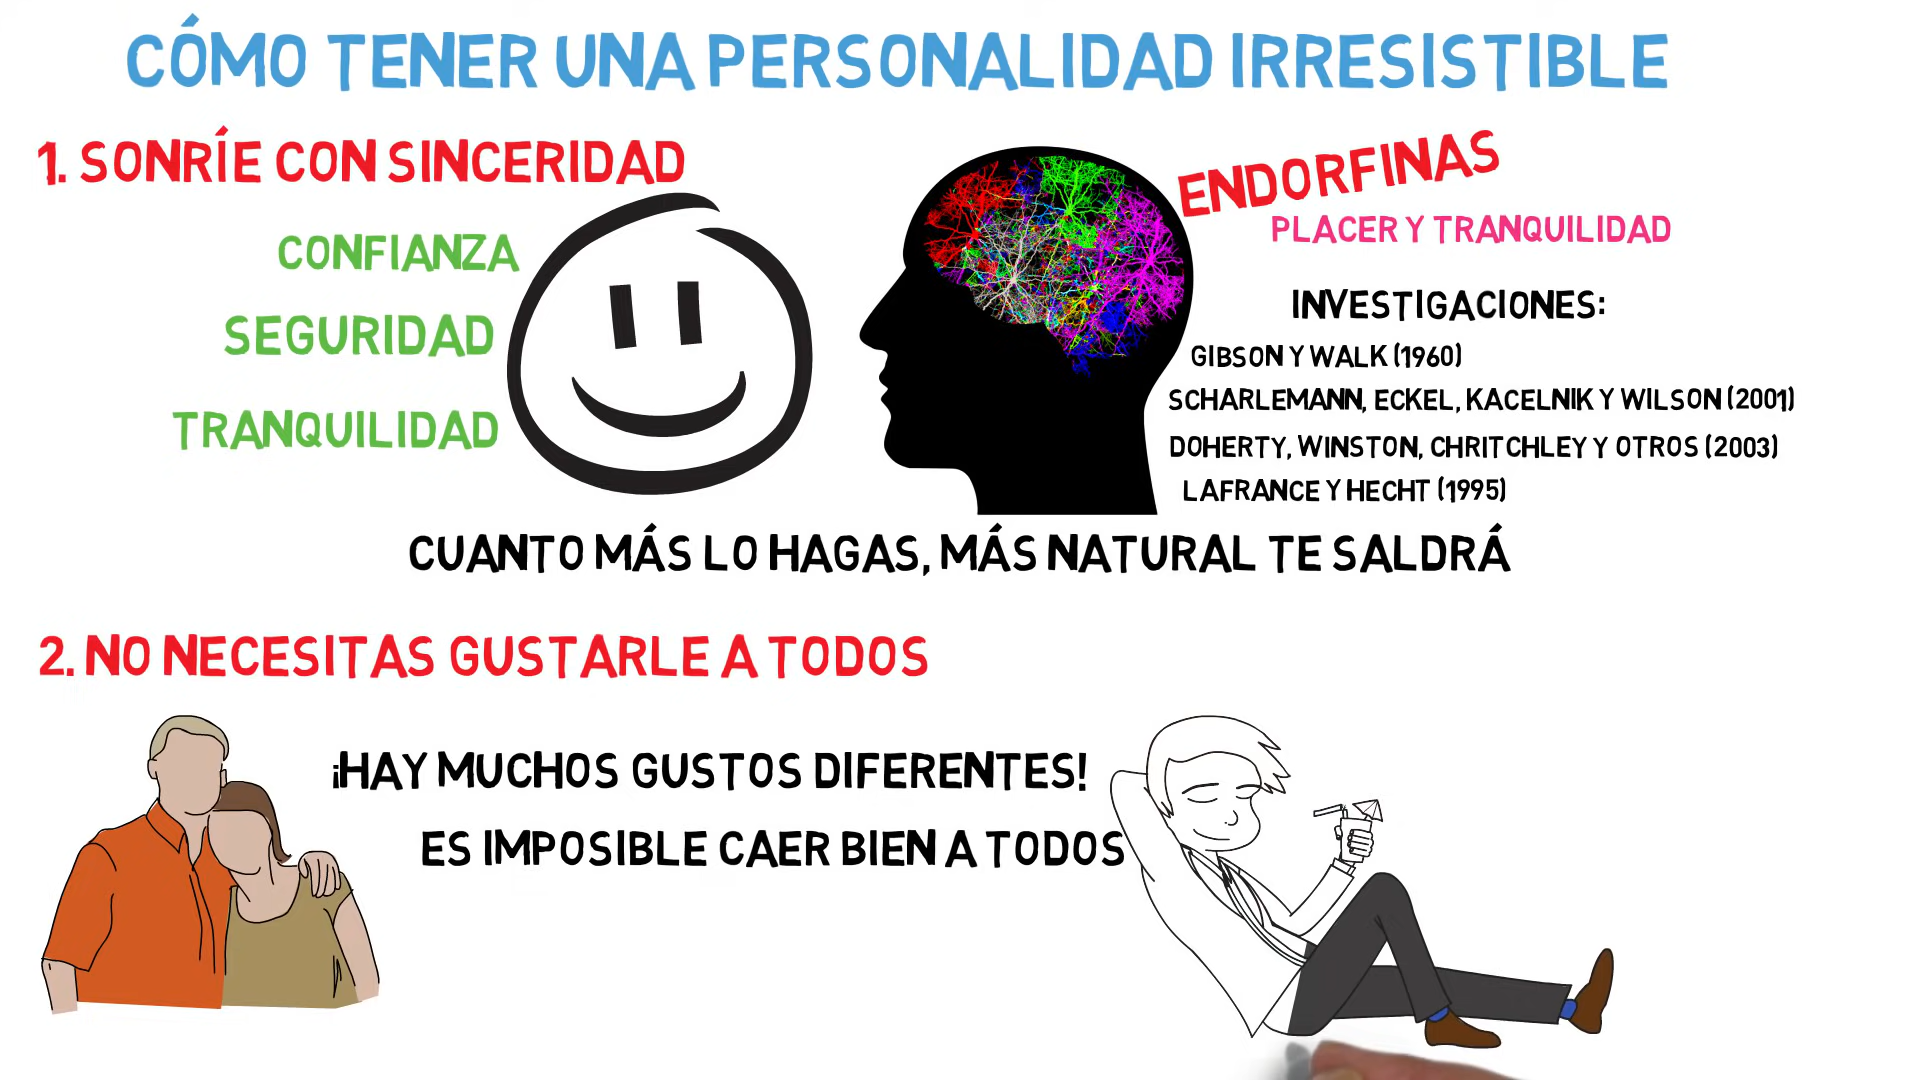 CÓMO TENER UNA PERSONALIDAD IRRESISTIBLE
1. SONRÍE CON SINCERIDAD
CONFIANZA
SEGURIDAD
TRANQUILIDAD
ENDORFINAS
PLACER Y TRANQUILIDAD
INVESTIGACIONES:
GIBSON Y WALK (1960)
SCHARLEMANN, ECKEL, KACELNIK Y WILSON (2001)
DOHERTY, WINSTON, CHRITCHLEY Y OTROS (2003)
LAFRANCE Y HECHT (1995)
CUANTO MÁS LO HAGAS, MÁS NATURAL TE SALDRÁ
2. NO NECESITAS GUSTARLE A TODOS
¡HAY MUCHOS GUSTOS DIFERENTES!
ES IMPOSIBLE CAER BIEN A TODOS